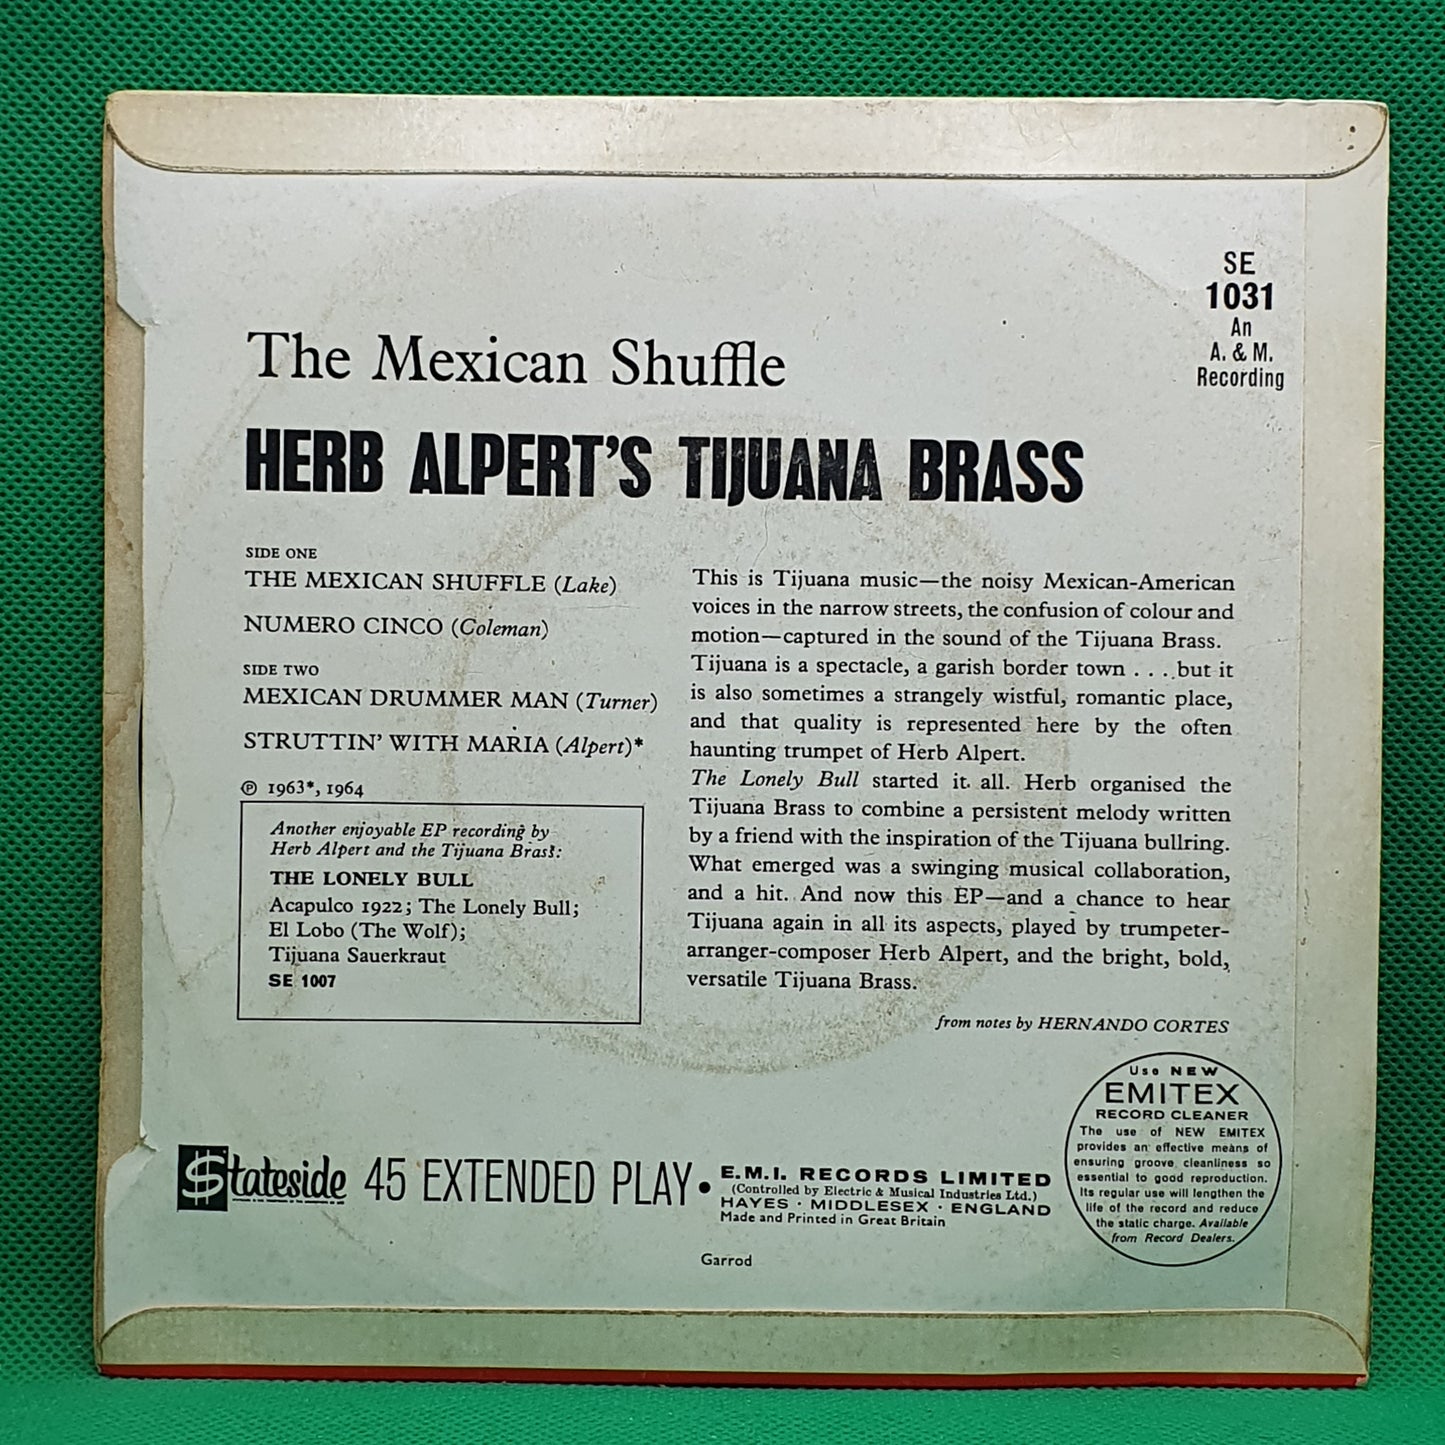 SE
1031
An
A. & M.
Recording
The Mexican Shuffle
HERB ALPERT'S TIJUANA BRASS
SIDE ONE
THE MEXICAN SHUFFLE (Lake)
NUMERO CINCO (Coleman)
SIDE TWO
MEXICAN DRUMMER MAN (Turner)
STRUTTIN' WITH MARIA (Alpert)*
℗ 1963*, 1964
Another enjoyable EP recording by
Herb Alpert and the Tijuana Brass:
THE LONELY BULL
Acapulco 1922; The Lonely Bull;
El Lobo (The Wolf);
Tijuana Sauerkraut
SE 1007
This is Tijuana music—the noisy Mexican-American
voices in the narrow streets, the confusion of colour and
motion—captured in the sound of the Tijuana Brass.
Tijuana is a spectacle, a garish border town . . . . but it
is also sometimes a strangely wistful, romantic place,
and that quality is represented here by the often
haunting trumpet of Herb Alpert.
The Lonely Bull started it all. Herb organised the
Tijuana Brass to combine a persistent melody written
by a friend with the inspiration of the Tijuana bullring.
What emerged was a swinging musical collaboration,
and a hit. And now this EP—and a chance to hear
Tijuana again in all its aspects, played by trumpeter-
arranger-composer Herb Alpert, and the bright, bold,
versatile Tijuana Brass.
from notes by HERNANDO CORTES
Use NEW
EMITEX
RECORD CLEANER
The use of NEW EMITEX
provides an effective means of
ensuring groove cleanliness so
essential to good reproduction.
Its regular use will lengthen the
life of the record and reduce
the static charge. Available
from Record Dealers.
Stateside 45 EXTENDED PLAY •
E.M.I. RECORDS LIMITED
(Controlled by Electric & Musical Industries Ltd.)
HAYES · MIDDLESEX · ENGLAND
Made and Printed in Great Britain
Garrod